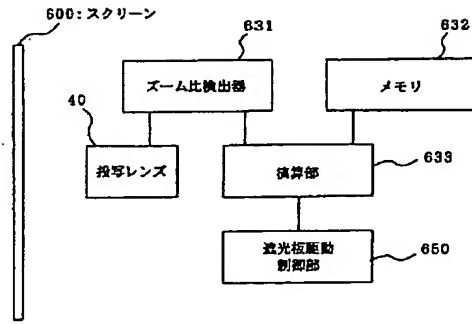 600:スクリーン
631
632
ズーム比検出器
メモリ
40
投写レンズ
演算部
633
遮光板駆動
制御部
650